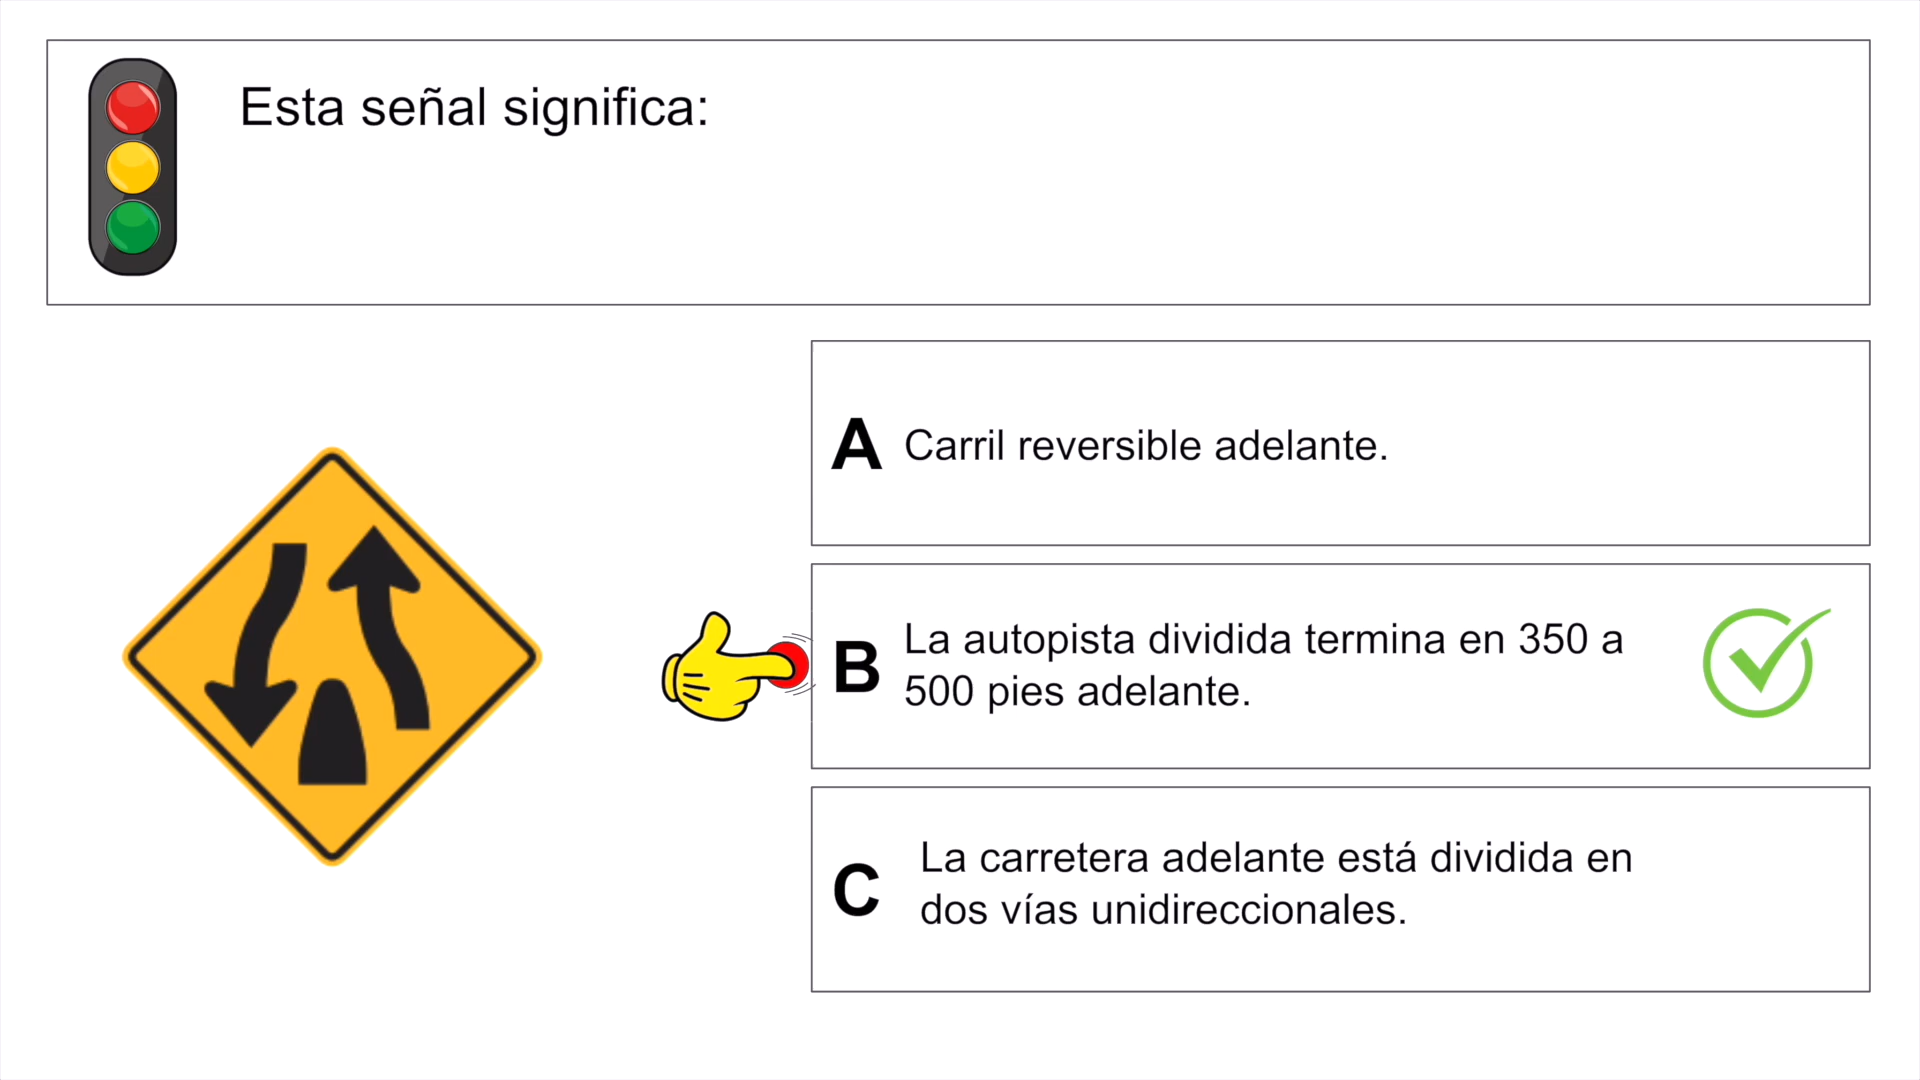 Esta señal significa:
A Carril reversible adelante.
B La autopista dividida termina en 350 a
500 pies adelante.
C La carretera adelante está dividida en
dos vías unidireccionales.